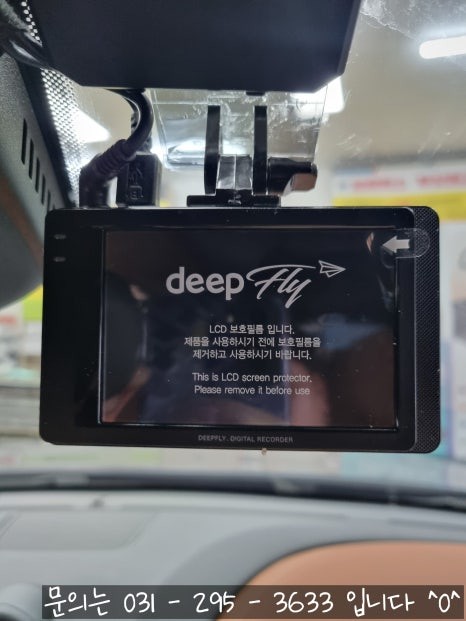 deep Fly
LCD 보호필름 입니다.
제품을 사용하시기 전에 보호필름을
제거하고 사용하시기 바랍니다.
This is LCD screen protector.
Please remove it before use
DEEPFLY. DIGITAL RECORDER
문의는 031 - 295 - 3633 입니다 ^0^